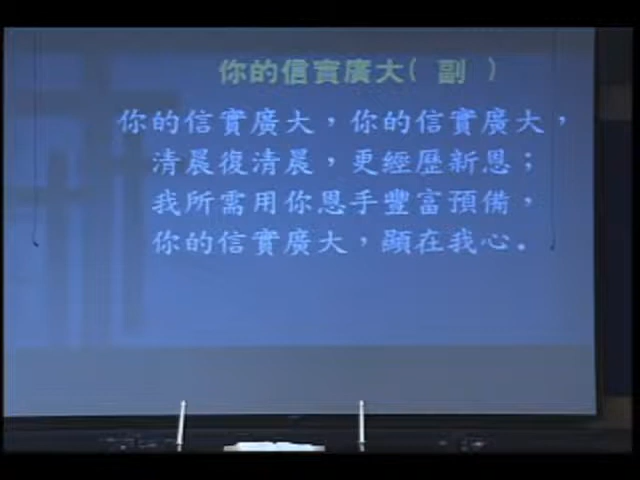 你的信實廣大( 副 )
你的信實廣大，你的信實廣大，
清晨復清晨，更經歷新恩；
我所需用你恩手豐富預備，
你的信實廣大，顯在我心.